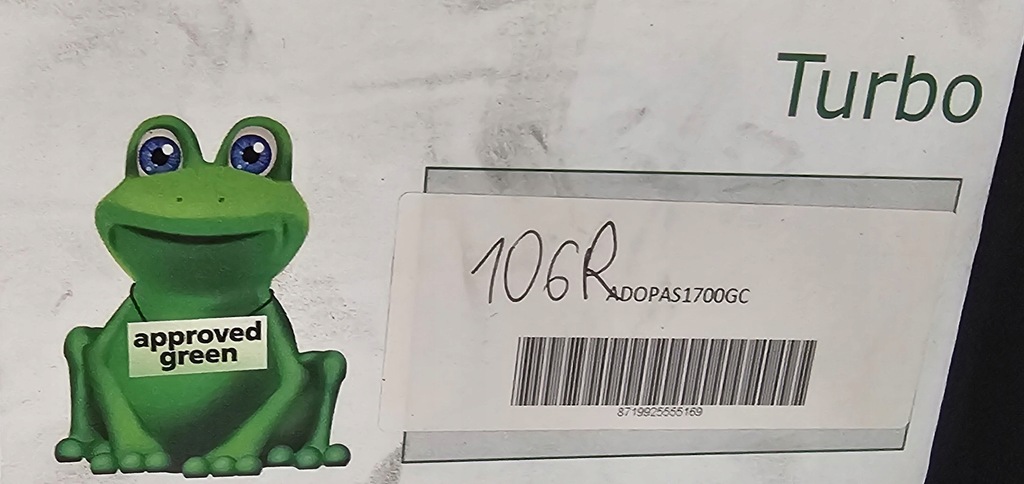 Turbo
106R
ADOPAS1700GC
8719925555169
approved
green